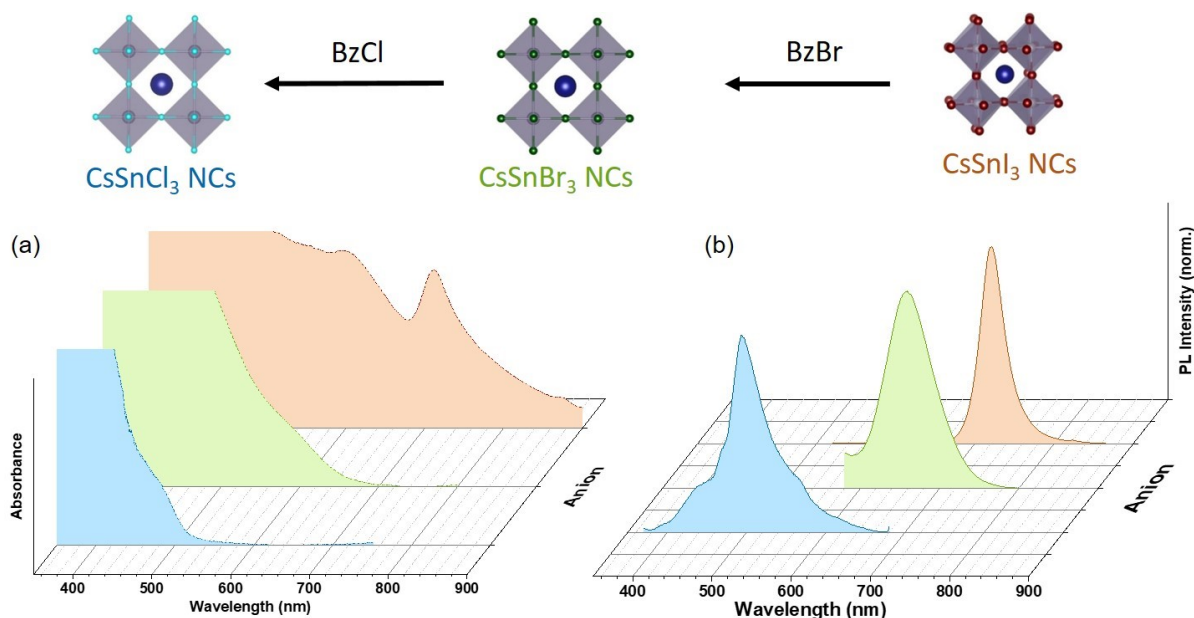 BzCl
BzBr
CsSnCl₃ NCs
CsSnBr₃ NCs
CsSnI₃ NCs
(a)
(b)
Absorbance
Anion
400 500 600 700 800 900
Wavelength (nm)
PL Intensity (norm.)
Anion
400 500 600 700 800 900
Wavelength (nm)